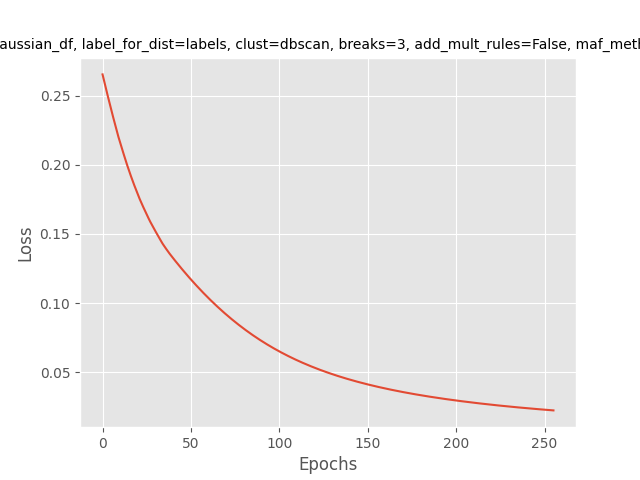 aussian_df, label_for_dist=labels, clust=dbscan, breaks=3, add_mult_rules=False, maf_metl
0.25
0.20
0.15
0.10
0.05
Loss
0 50 100 150 200 250
Epochs